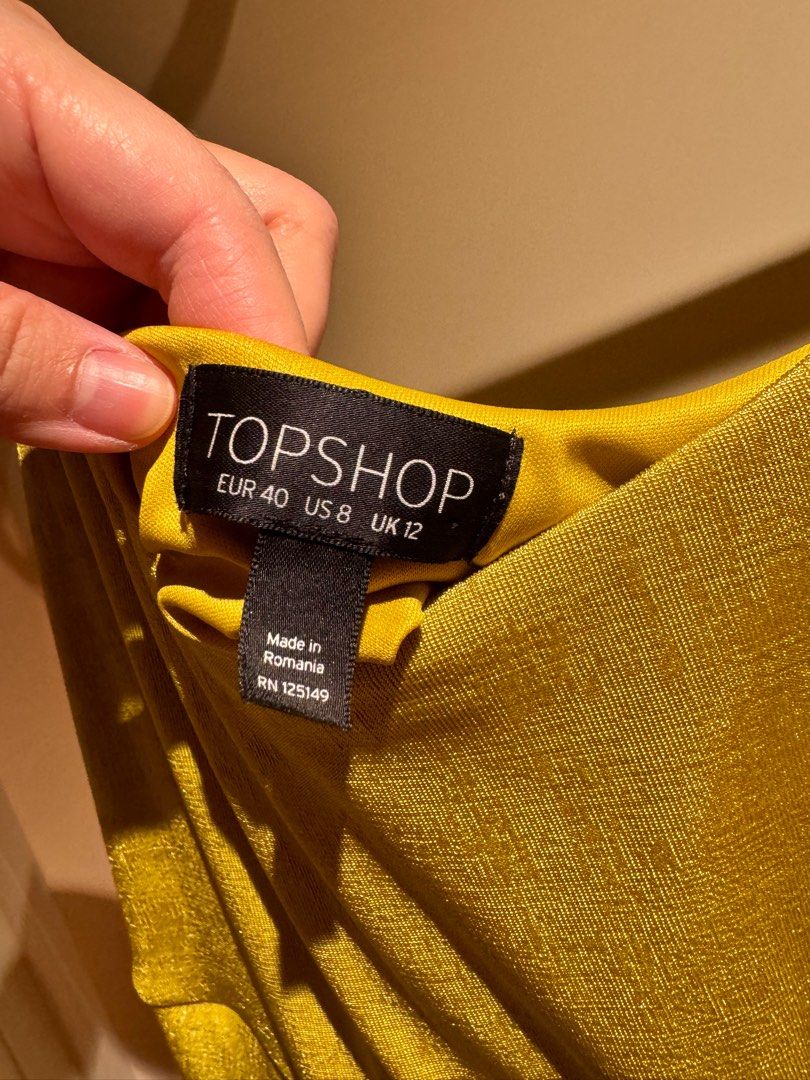 TOPSHOP
EUR 40 US 8 UK 12
Made in
Romania
RN 125149